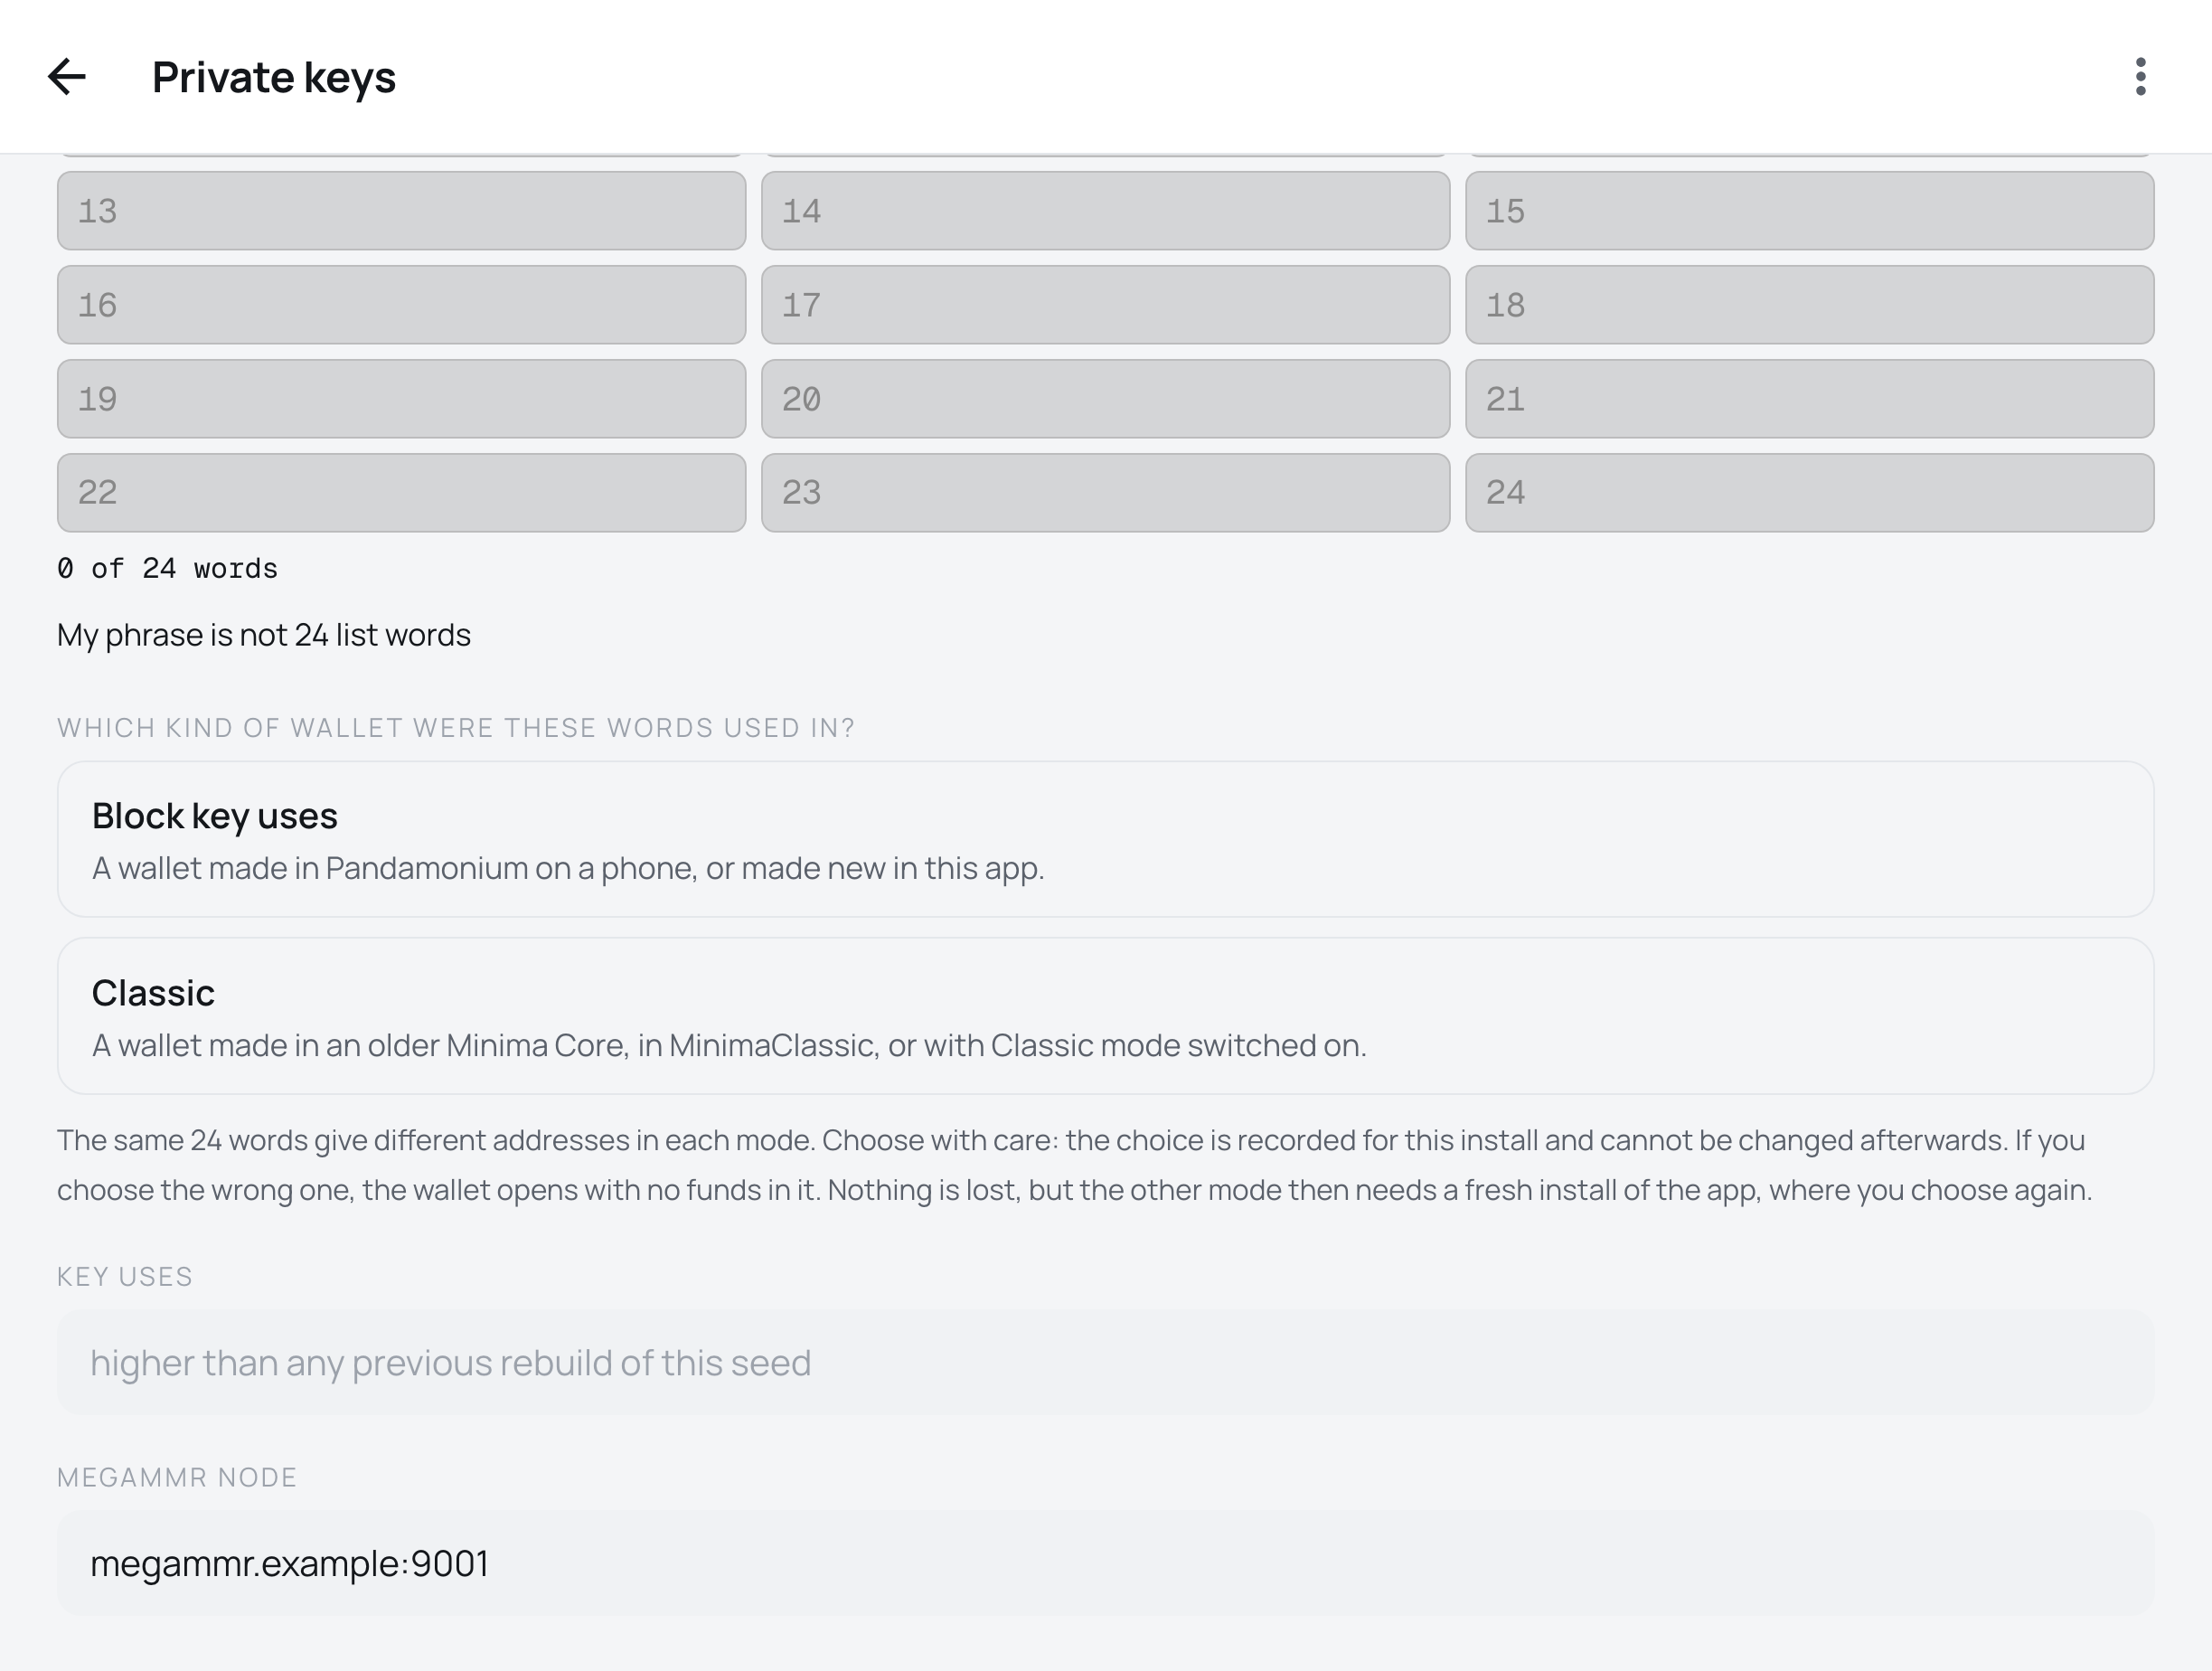 Private keys
13
14
15
16
17
18
19
20
21
22
23
24
0 of 24 words
My phrase is not 24 list words
WHICH KIND OF WALLET WERE THESE WORDS USED IN?
Block key uses
A wallet made in Pandamonium on a phone, or made new in this app.
Classic
A wallet made in an older Minima Core, in MinimaClassic, or with Classic mode switched on.
The same 24 words give different addresses in each mode. Choose with care: the choice is recorded for this install and cannot be changed afterwards. If you
choose the wrong one, the wallet opens with no funds in it. Nothing is lost, but the other mode then needs a fresh install of the app, where you choose again.
KEY USES
higher than any previous rebuild of this seed
MEGAMMR NODE
megammr.example:9001